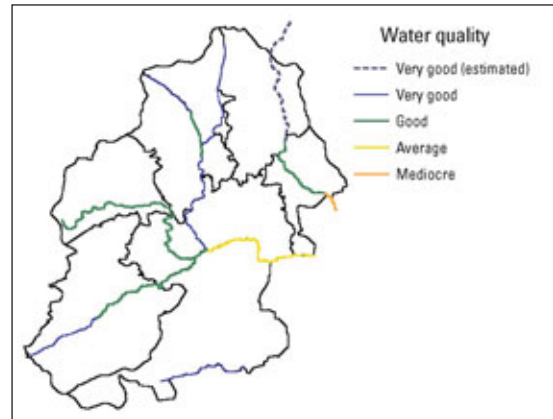 Water quality
Very good (estimated)
Very good
Good
Average
Mediocre